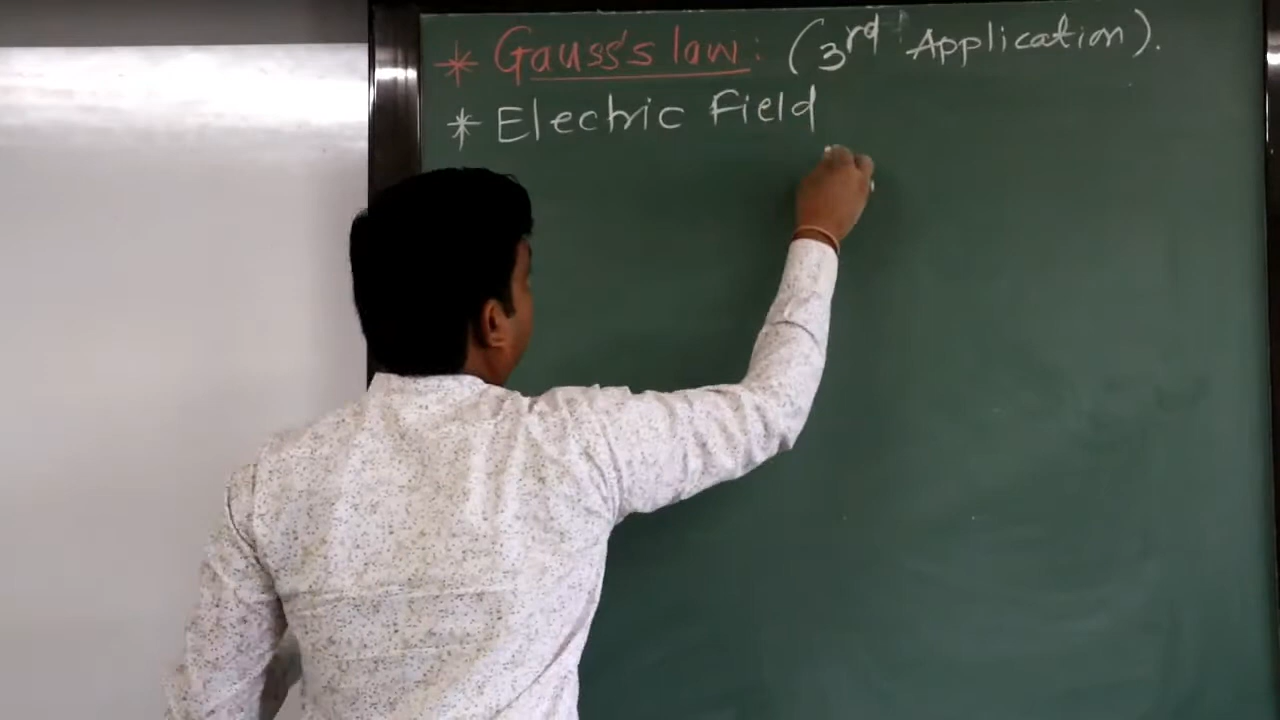 * Gauss's law: (3rd Application).
* Electric Field